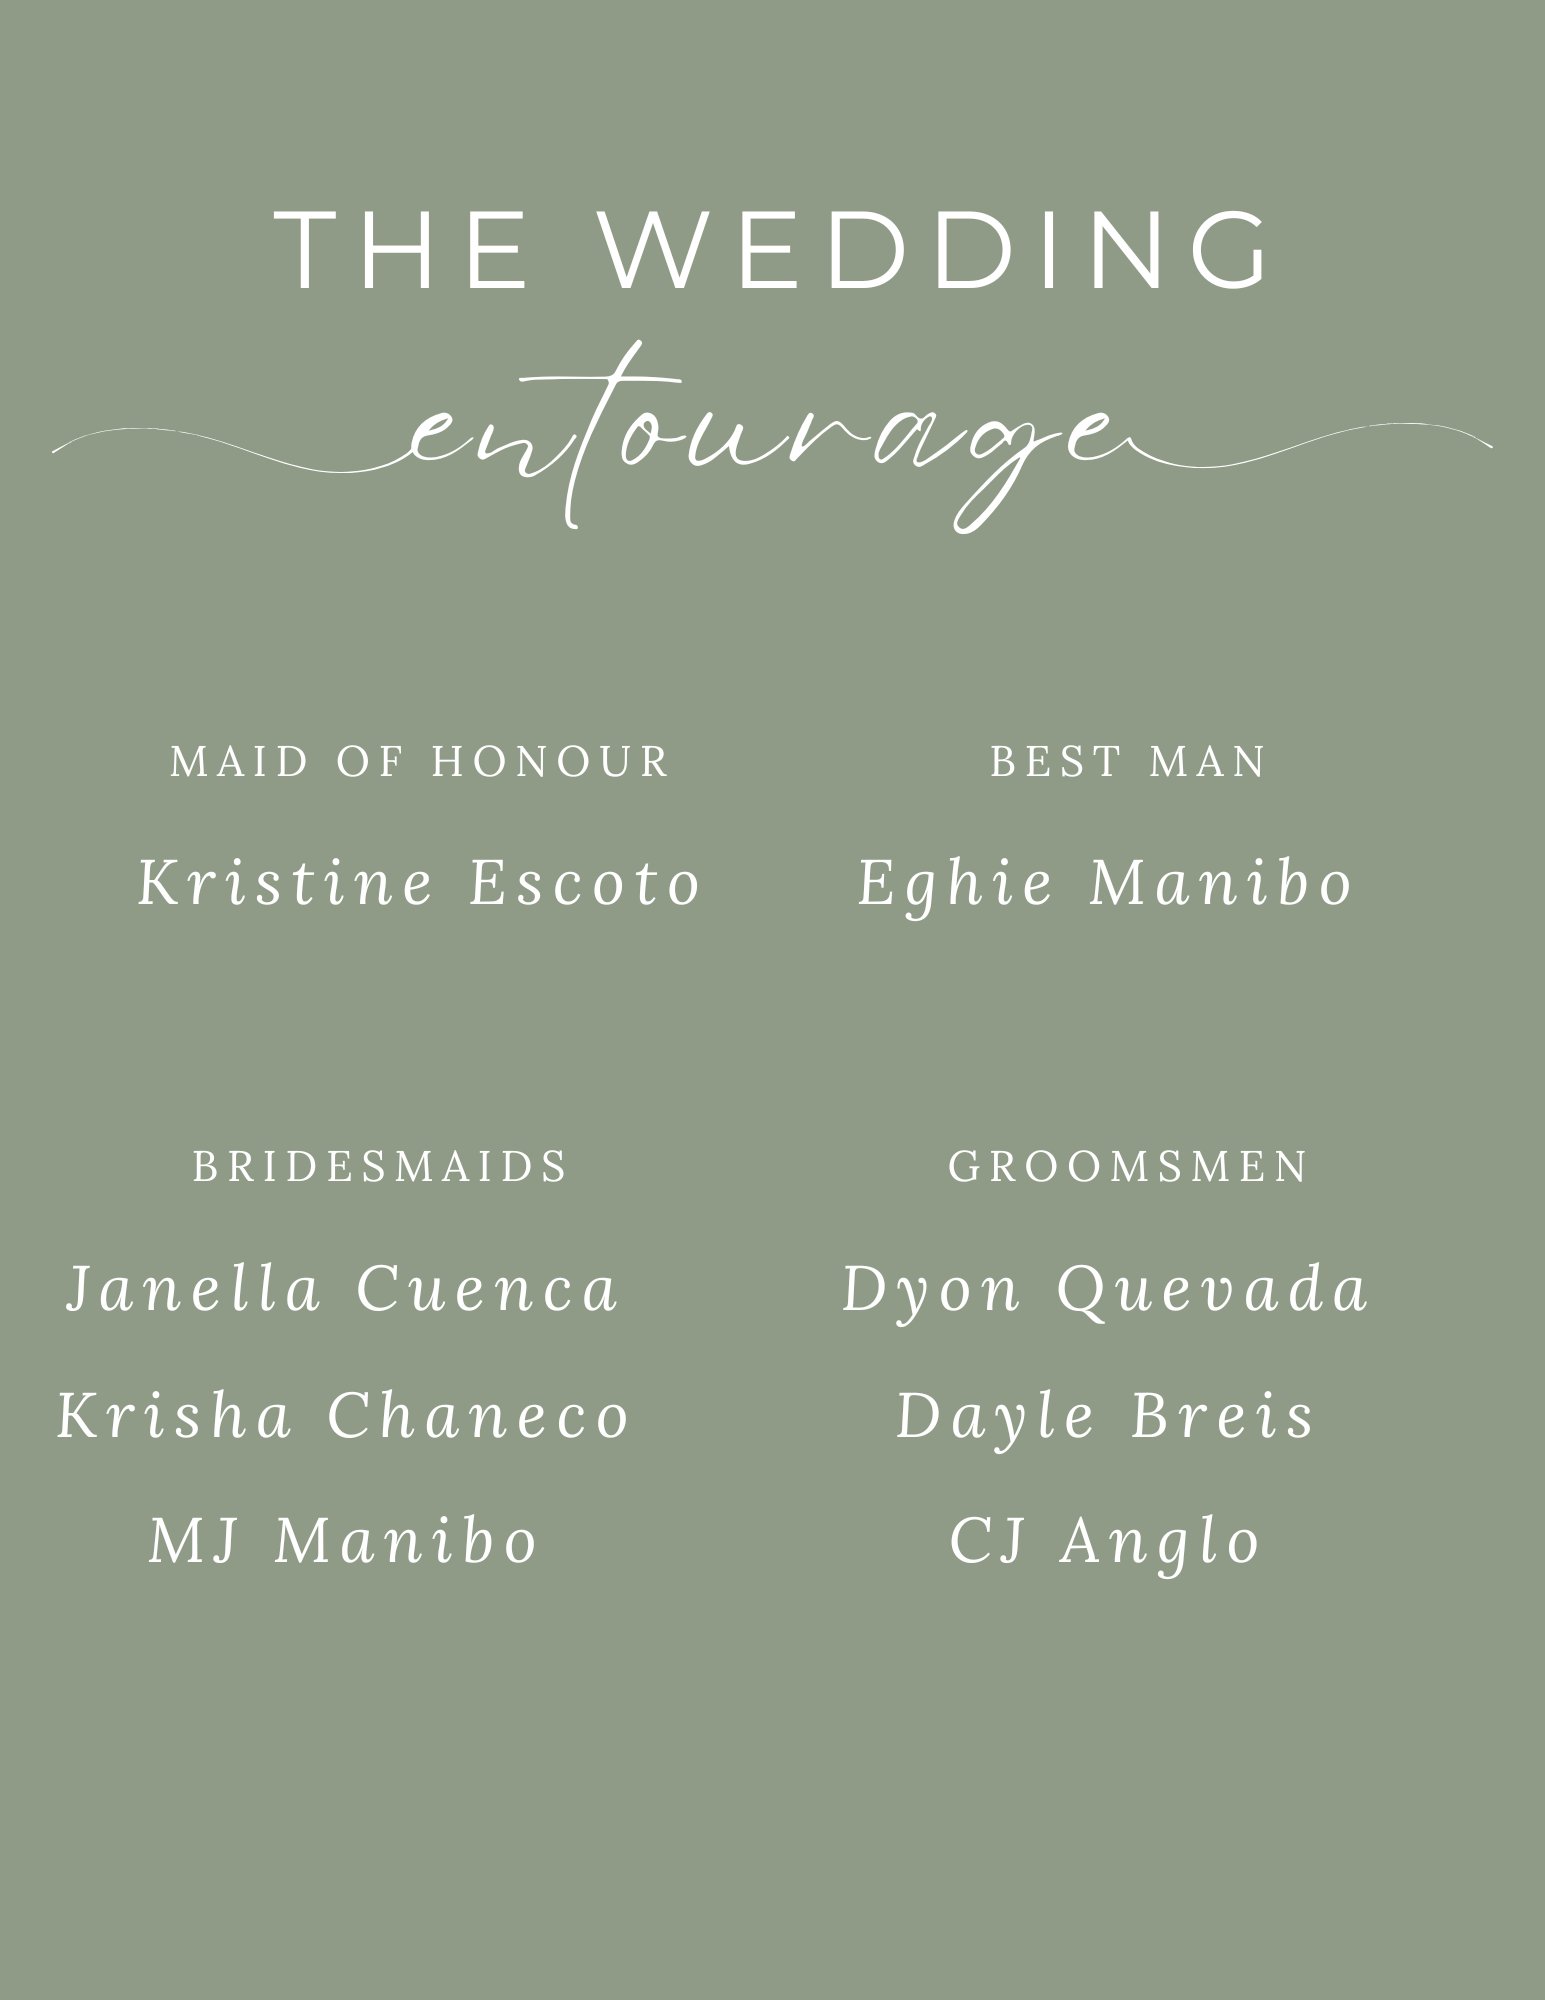 THE WEDDING
entourage
MAID OF HONOUR
Kristine Escoto
BEST MAN
Eghie Manibo
BRIDESMAIDS
Janella Cuenca
Krisha Chaneco
MJ Manibo
GROOMSMEN
Dyon Quevada
Dayle Breis
CJ Anglo